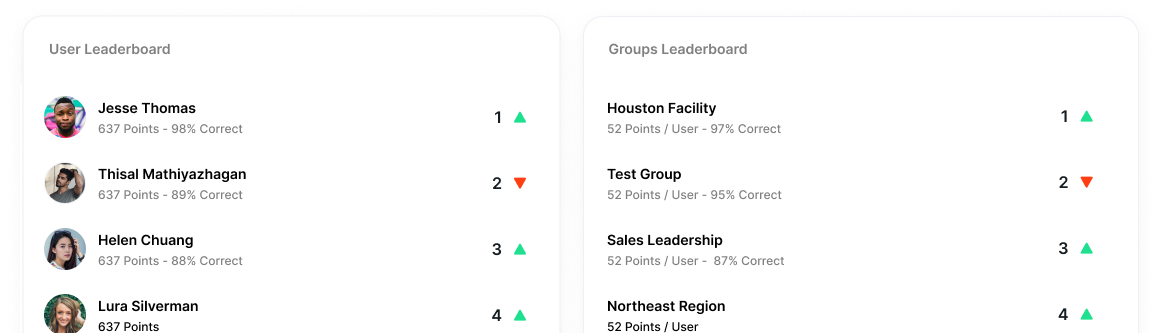 User Leaderboard
Jesse Thomas
637 Points - 98% Correct
1
Thisal Mathiyazhagan
637 Points - 89% Correct
2
Helen Chuang
637 Points - 88% Correct
3
Lura Silverman
637 Points
4
Groups Leaderboard
Houston Facility
52 Points / User - 97% Correct
1
Test Group
52 Points / User - 95% Correct
2
Sales Leadership
52 Points / User -  87% Correct
3
Northeast Region
52 Points / User
4